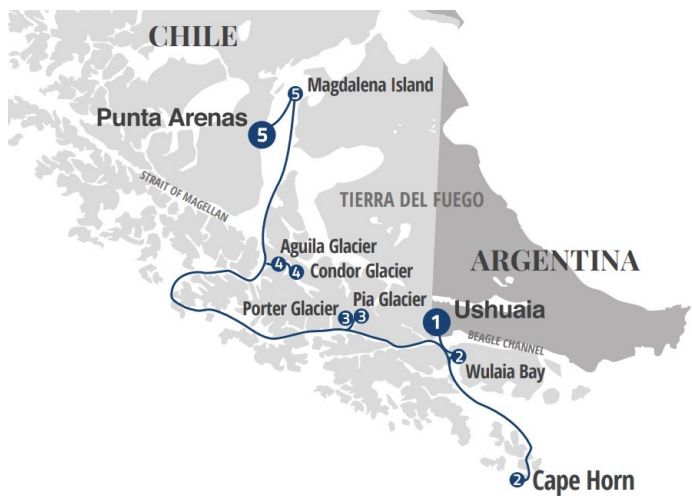 CHILE
5 Magdalena Island
Punta Arenas
5
STRAIT OF MAGELLAN
TIERRA DEL FUEGO
Aguila Glacier
4
4 Condor Glacier
ARGENTINA
Pia Glacier
Porter Glacier 3 3
1 Ushuaia
BEAGLE CHANNEL
2
Wulaia Bay
2 Cape Horn